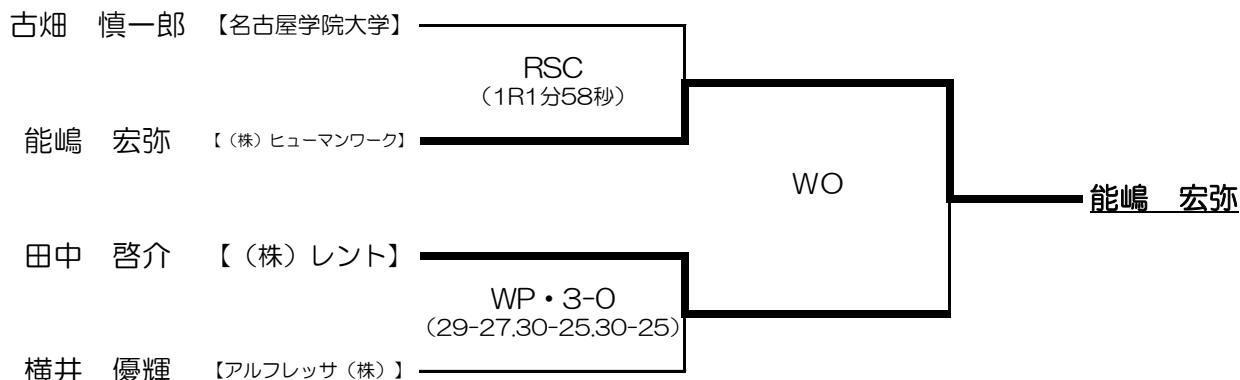 古畑 慎一郎 【名古屋学院大学】
RSC
（1R1分58秒）
能嶋 宏弥 【（株）ヒューマンワーク】
WO
能嶋 宏弥
田中 啓介 【（株）レント】
WP・3-0
（29-27.30-25.30-25）
横井 優輝 【アルフレッサ（株）】